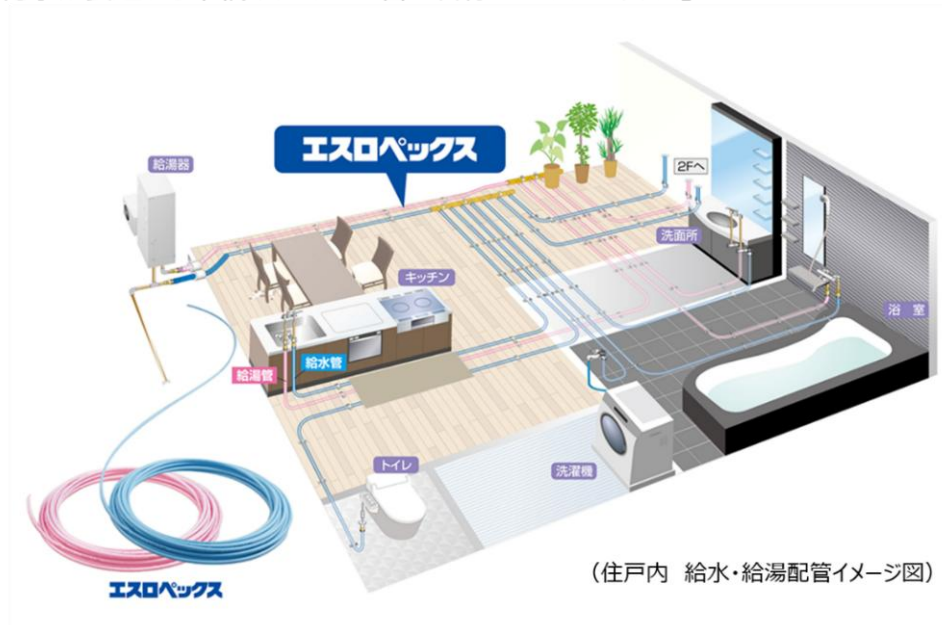 エスロペックス
給湯器
2Fへ
洗面所
キッチン
浴 室
給水管
給湯管
トイレ
洗濯機
エスロペックス
(住戸内 給水・給湯配管イメージ図)